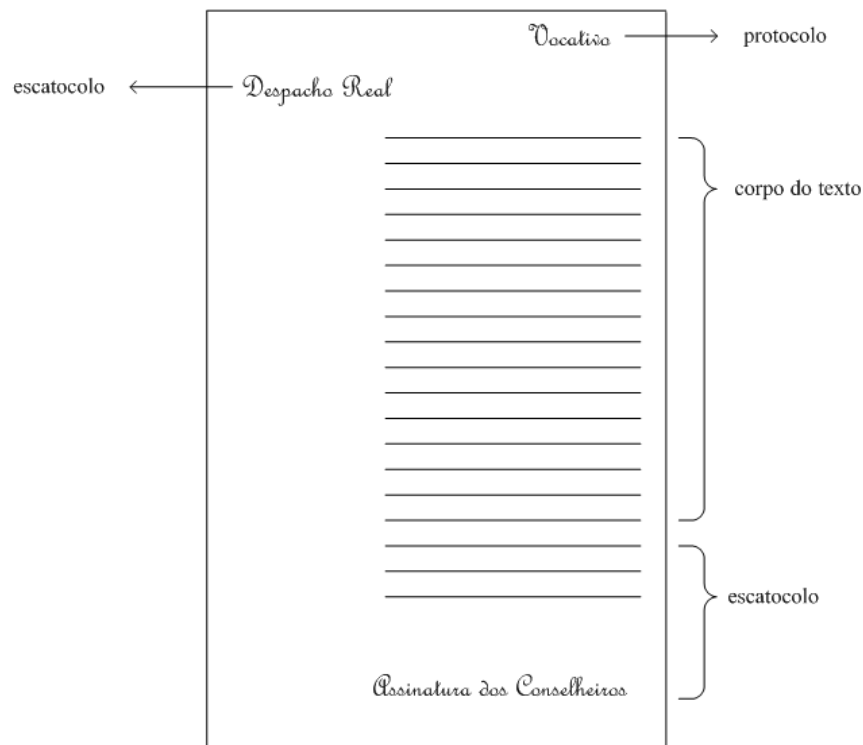 Vocativo protocolo
escatocolo Despacho Real
corpo do texto
escatocolo
Assinatura dos Conselheiros